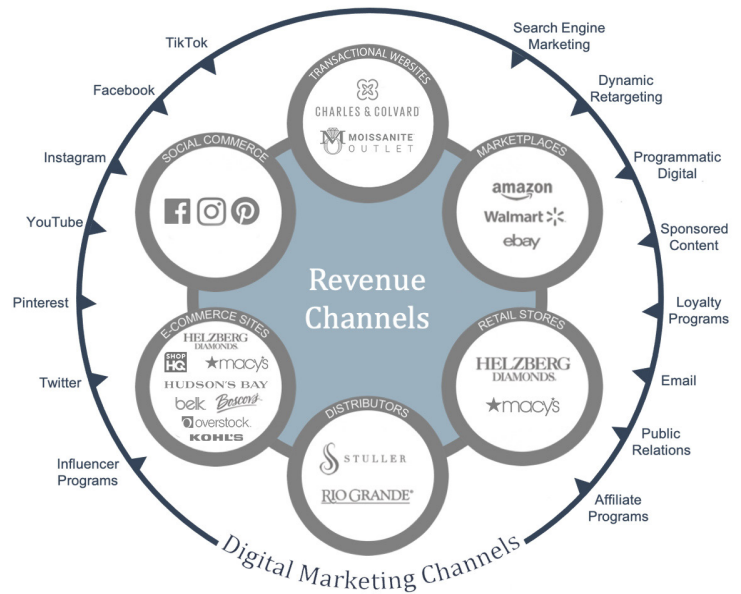 TikTok
Facebook
Instagram
YouTube
Pinterest
Twitter
Influencer
Programs
Search Engine
Marketing
Dynamic
Retargeting
Programmatic
Digital
Sponsored
Content
Loyalty
Programs
Email
Public
Relations
Affiliate
Programs
TRANSACTIONAL WEBSITES
CHARLES & COLVARD
MOISSANITE
OUTLET
SOCIAL COMMERCE
MARKETPLACES
amazon
Walmart
ebay
Revenue
Channels
E-COMMERCE SITES
HELZBERG
DIAMONDS
SHOP
HQ
macy's
HUDSON'S BAY
belk
Boscov's
overstock.
KOHL'S
RETAIL STORES
HELZBERG
DIAMONDS
macy's
DISTRIBUTORS
STULLER
RIO GRANDE®
Digital Marketing Channels